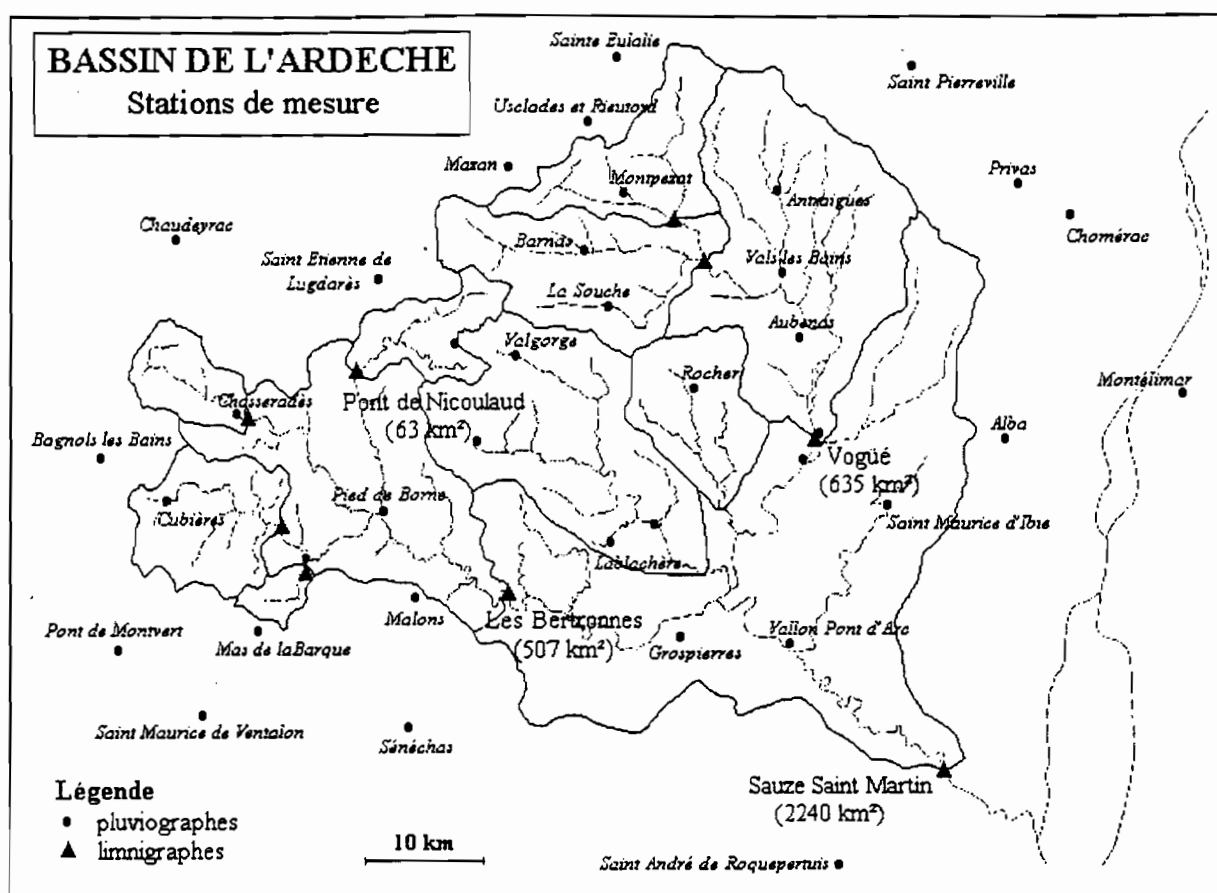 BASSIN DE L'ARDECHE
Stations de mesure
Sainte Eulalie
Saint Pierreville
Usclades et Rieutord
Mazan
Montpezat
Privas
Antraigues
Chaudeyrac
Chomérac
Barnas
Saint Etienne de
Lugdarès
Vals les Bains
La Souche
Aubenas
Valgorge
Rocher
Montélimar
Chasseradès
Pont de Nicoulaud
(63 km²)
Alba
Bagnols les Bains
Vogüé
(635 km²)
Pied de Borne
Cubières
Saint Maurice d'Ibie
Lablachère
Malons
Les Bertronnes
(507 km²)
Pont de Montvert
Mas de laBarque
Grospierres
Vallon Pont d'Arc
Saint Maurice de Ventalon
Sénéchas
Sauze Saint Martin
(2240 km²)
Légende
pluviographes
limnigraphes
10 km
Saint André de Roquepertuis